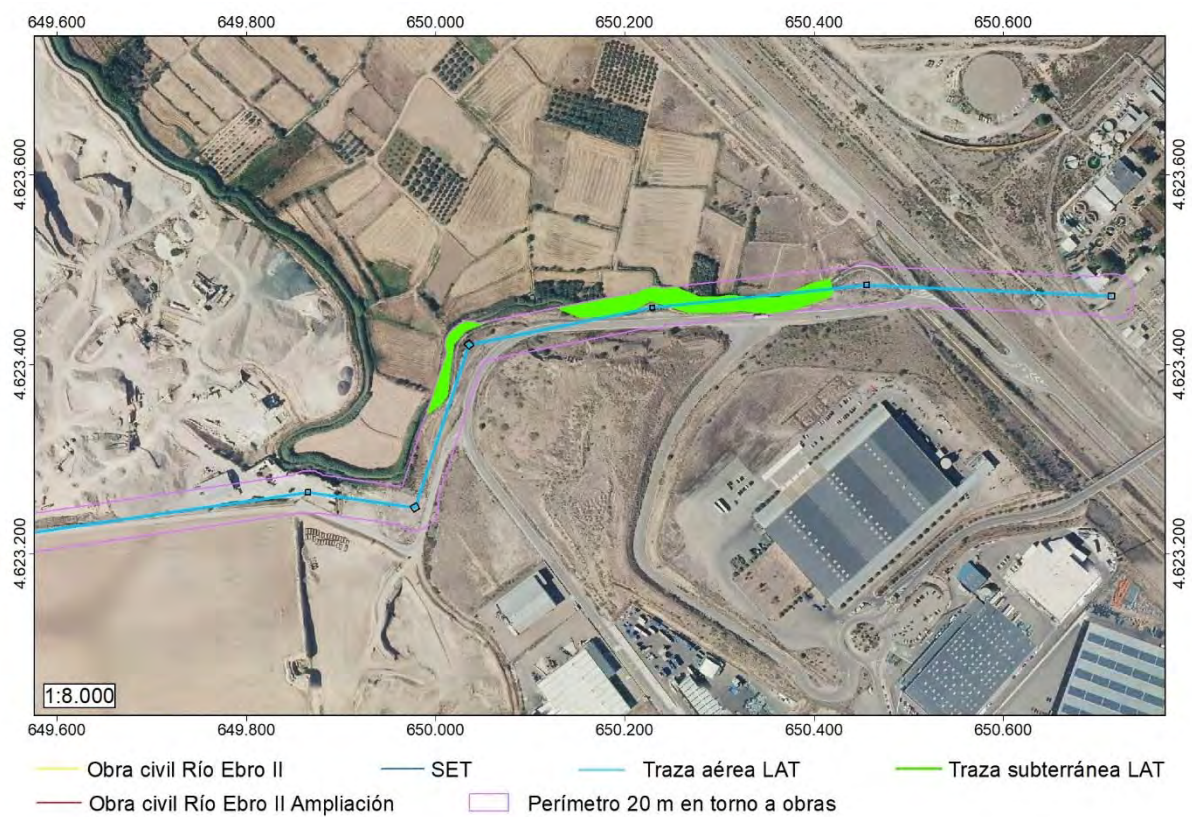 649.600 649.800 650.000 650.200 650.400 650.600
4.623.600 4.623.600
4.623.400 4.623.400
4.623.200 4.623.200
1:8.000
649.600 649.800 650.000 650.200 650.400 650.600
Obra civil Río Ebro II SET Traza aérea LAT Traza subterránea LAT
Obra civil Río Ebro II Ampliación Perímetro 20 m en torno a obras